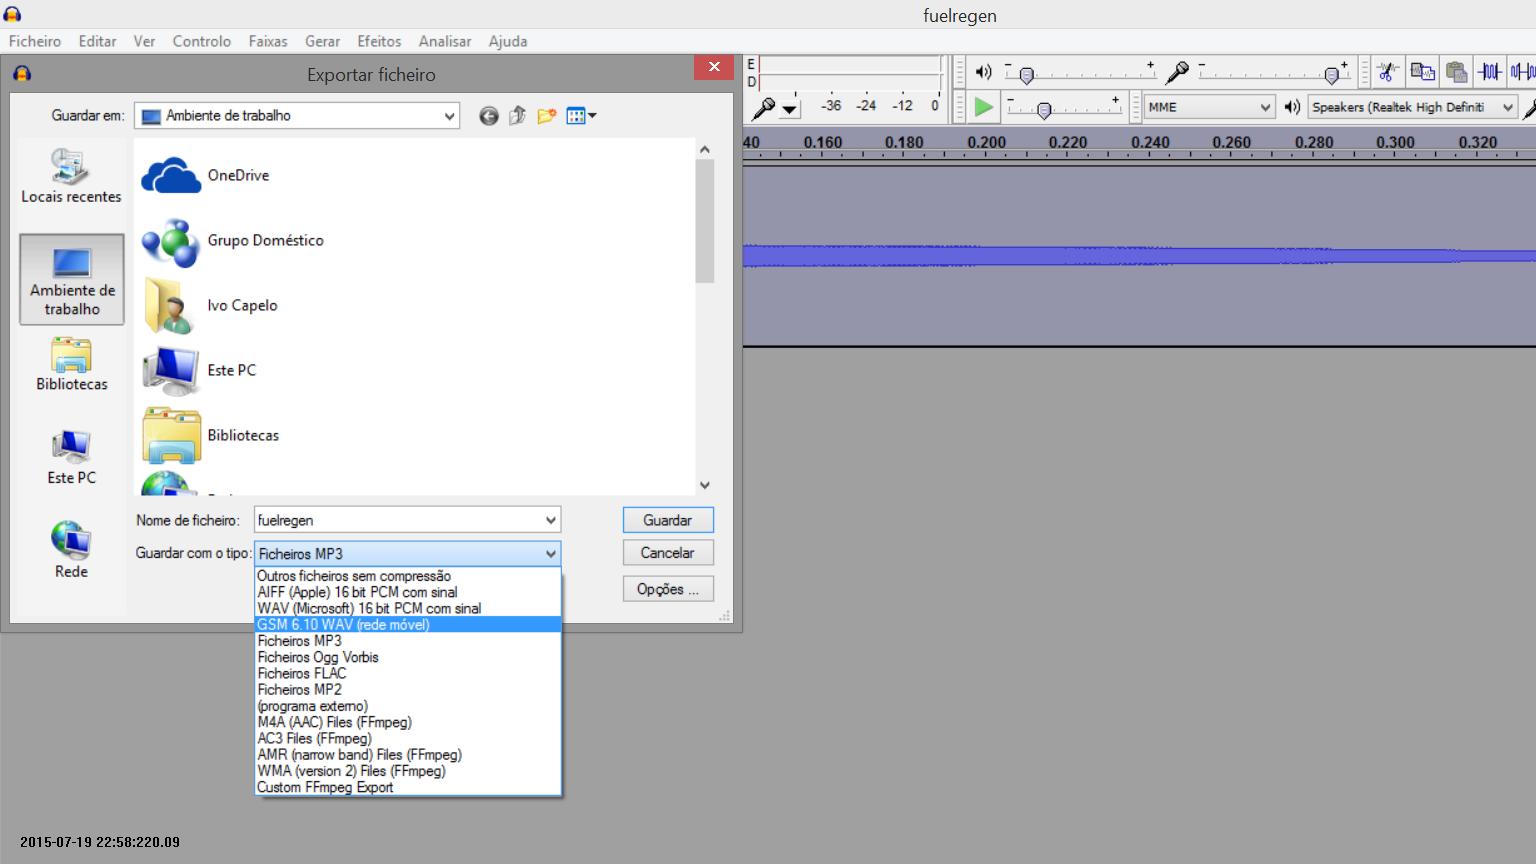 fuelregen
Ficheiro Editar Ver Controlo Faixas Gerar Efeitos Analisar Ajuda
Exportar ficheiro
Guardar em: Ambiente de trabalho
Locais recentes
Ambiente de trabalho
Bibliotecas
Este PC
Rede
OneDrive
Grupo Doméstico
Ivo Capelo
Este PC
Bibliotecas
Nome de ficheiro: fuelregen
Guardar
Guardar com o tipo: Ficheiros MP3
Cancelar
Opções ...
Outros ficheiros sem compressão
AIFF (Apple) 16 bit PCM com sinal
WAV (Microsoft) 16 bit PCM com sinal
GSM 6.10 WAV (rede móvel)
Ficheiros MP3
Ficheiros Ogg Vorbis
Ficheiros FLAC
Ficheiros MP2
(programa externo)
M4A (AAC) Files (FFmpeg)
AC3 Files (FFmpeg)
AMR (narrow band) Files (FFmpeg)
WMA (version 2) Files (FFmpeg)
Custom FFmpeg Export
E
D
-36 -24 -12 0
MME
Speakers (Realtek High Definiti
40 0.160 0.180 0.200 0.220 0.240 0.260 0.280 0.300 0.320
2015-07-19 22:58:220.09